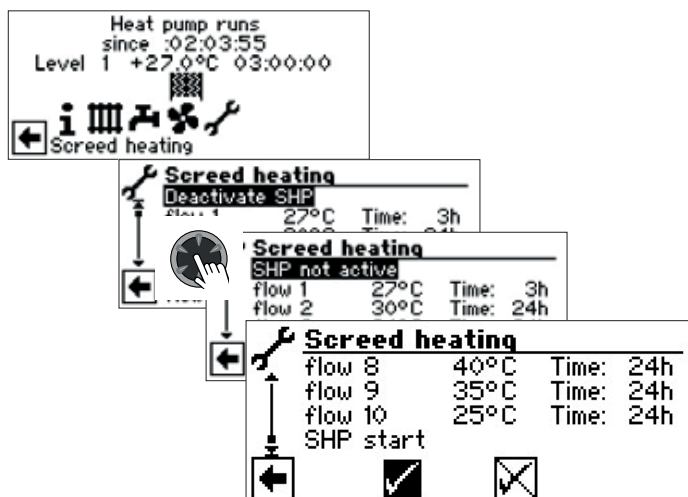 Heat pump runs
since :02:03:55
Level 1 +27.0°C 03:00:00
Screed heating
Screed heating
Deactivate SHP
flow 1 27°C Time: 3h
Screed heating
SHP not active
flow 1 27°C Time: 3h
flow 2 30°C Time: 24h
Screed heating
flow 8 40°C Time: 24h
flow 9 35°C Time: 24h
flow 10 25°C Time: 24h
SHP start